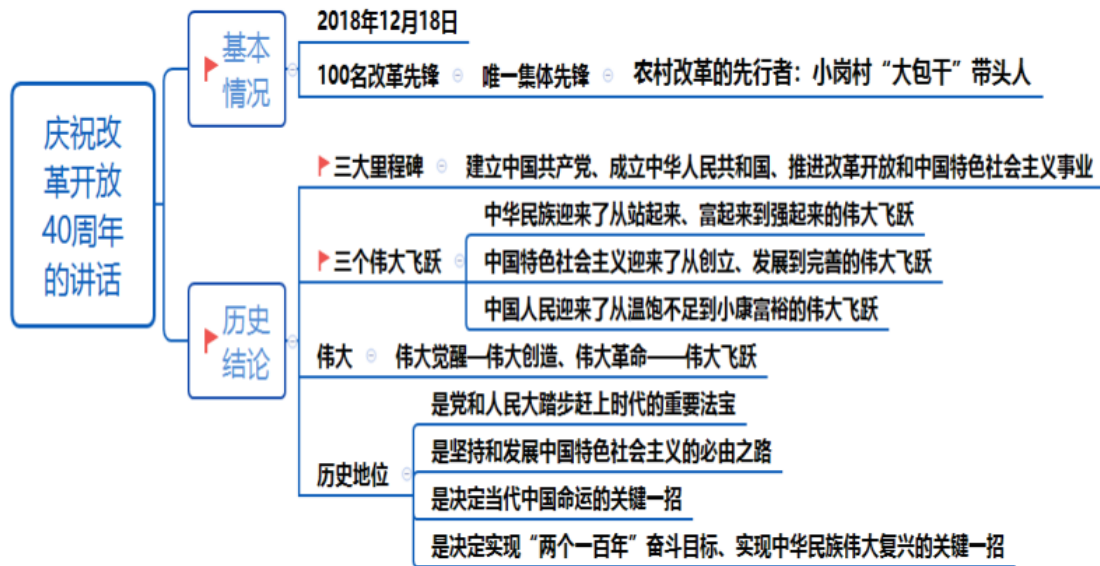 庆祝改
革开放
40周年
的讲话
基本
情况
2018年12月18日
100名改革先锋 唯一集体先锋 农村改革的先行者：小岗村“大包干”带头人
历史
结论
三大里程碑 建立中国共产党、成立中华人民共和国、推进改革开放和中国特色社会主义事业
三个伟大飞跃
中华民族迎来了从站起来、富起来到强起来的伟大飞跃
中国特色社会主义迎来了从创立、发展到完善的伟大飞跃
中国人民迎来了从温饱不足到小康富裕的伟大飞跃
伟大 伟大觉醒—伟大创造、伟大革命——伟大飞跃
历史地位
是党和人民大踏步赶上时代的重要法宝
是坚持和发展中国特色社会主义的必由之路
是决定当代中国命运的关键一招
是决定实现“两个一百年”奋斗目标、实现中华民族伟大复兴的关键一招